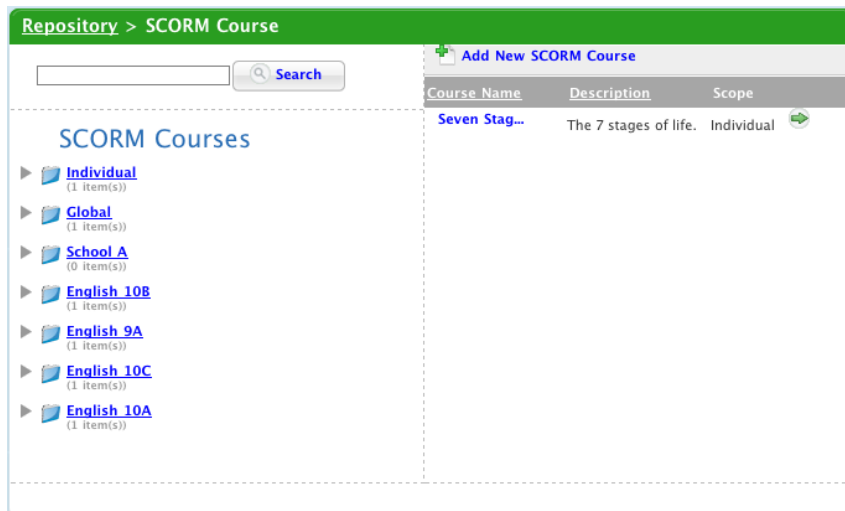 Repository > SCORM Course
Search
SCORM Courses
Individual
(1 item(s))
Global
(1 item(s))
School A
(0 item(s))
English 10B
(1 item(s))
English 9A
(1 item(s))
English 10C
(1 item(s))
English 10A
(1 item(s))
Add New SCORM Course
Course Name Description Scope
Seven Stag... The 7 stages of life. Individual